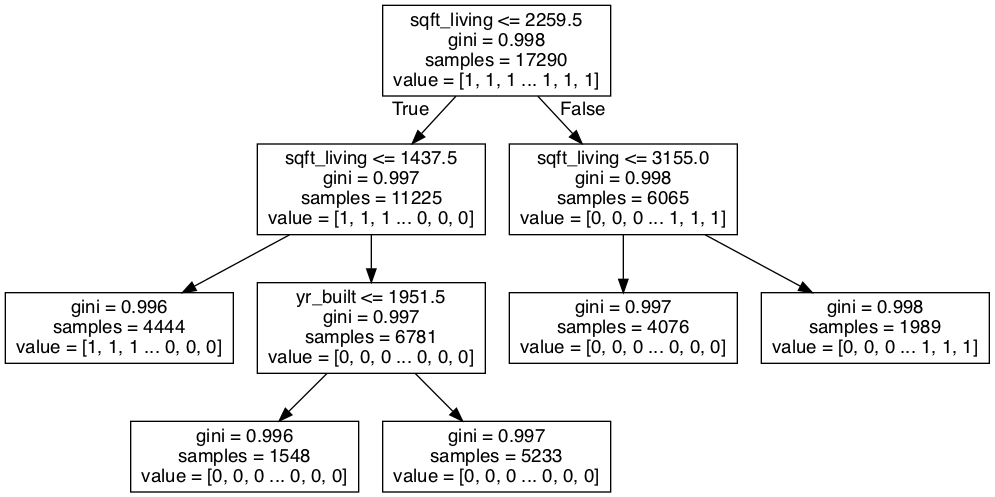 sqft_living <= 2259.5
gini = 0.998
samples = 17290
value = [1, 1, 1 ... 1, 1, 1]
True
False
sqft_living <= 1437.5
gini = 0.997
samples = 11225
value = [1, 1, 1 ... 0, 0, 0]
sqft_living <= 3155.0
gini = 0.998
samples = 6065
value = [0, 0, 0 ... 1, 1, 1]
gini = 0.996
samples = 4444
value = [1, 1, 1 ... 0, 0, 0]
yr_built <= 1951.5
gini = 0.997
samples = 6781
value = [0, 0, 0 ... 0, 0, 0]
gini = 0.997
samples = 4076
value = [0, 0, 0 ... 0, 0, 0]
gini = 0.998
samples = 1989
value = [0, 0, 0 ... 1, 1, 1]
gini = 0.996
samples = 1548
value = [0, 0, 0 ... 0, 0, 0]
gini = 0.997
samples = 5233
value = [0, 0, 0 ... 0, 0, 0]